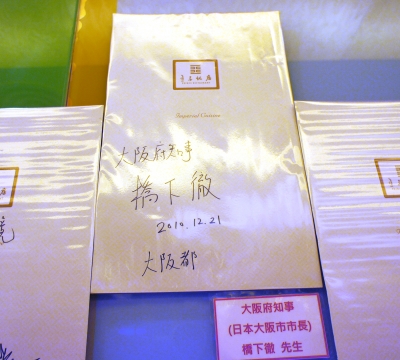 Imperial Cuisine
大阪府知事
橋下徹
2010.12.21
大阪都
大阪府知事
(日本大阪市市長)
橋下徹 先生